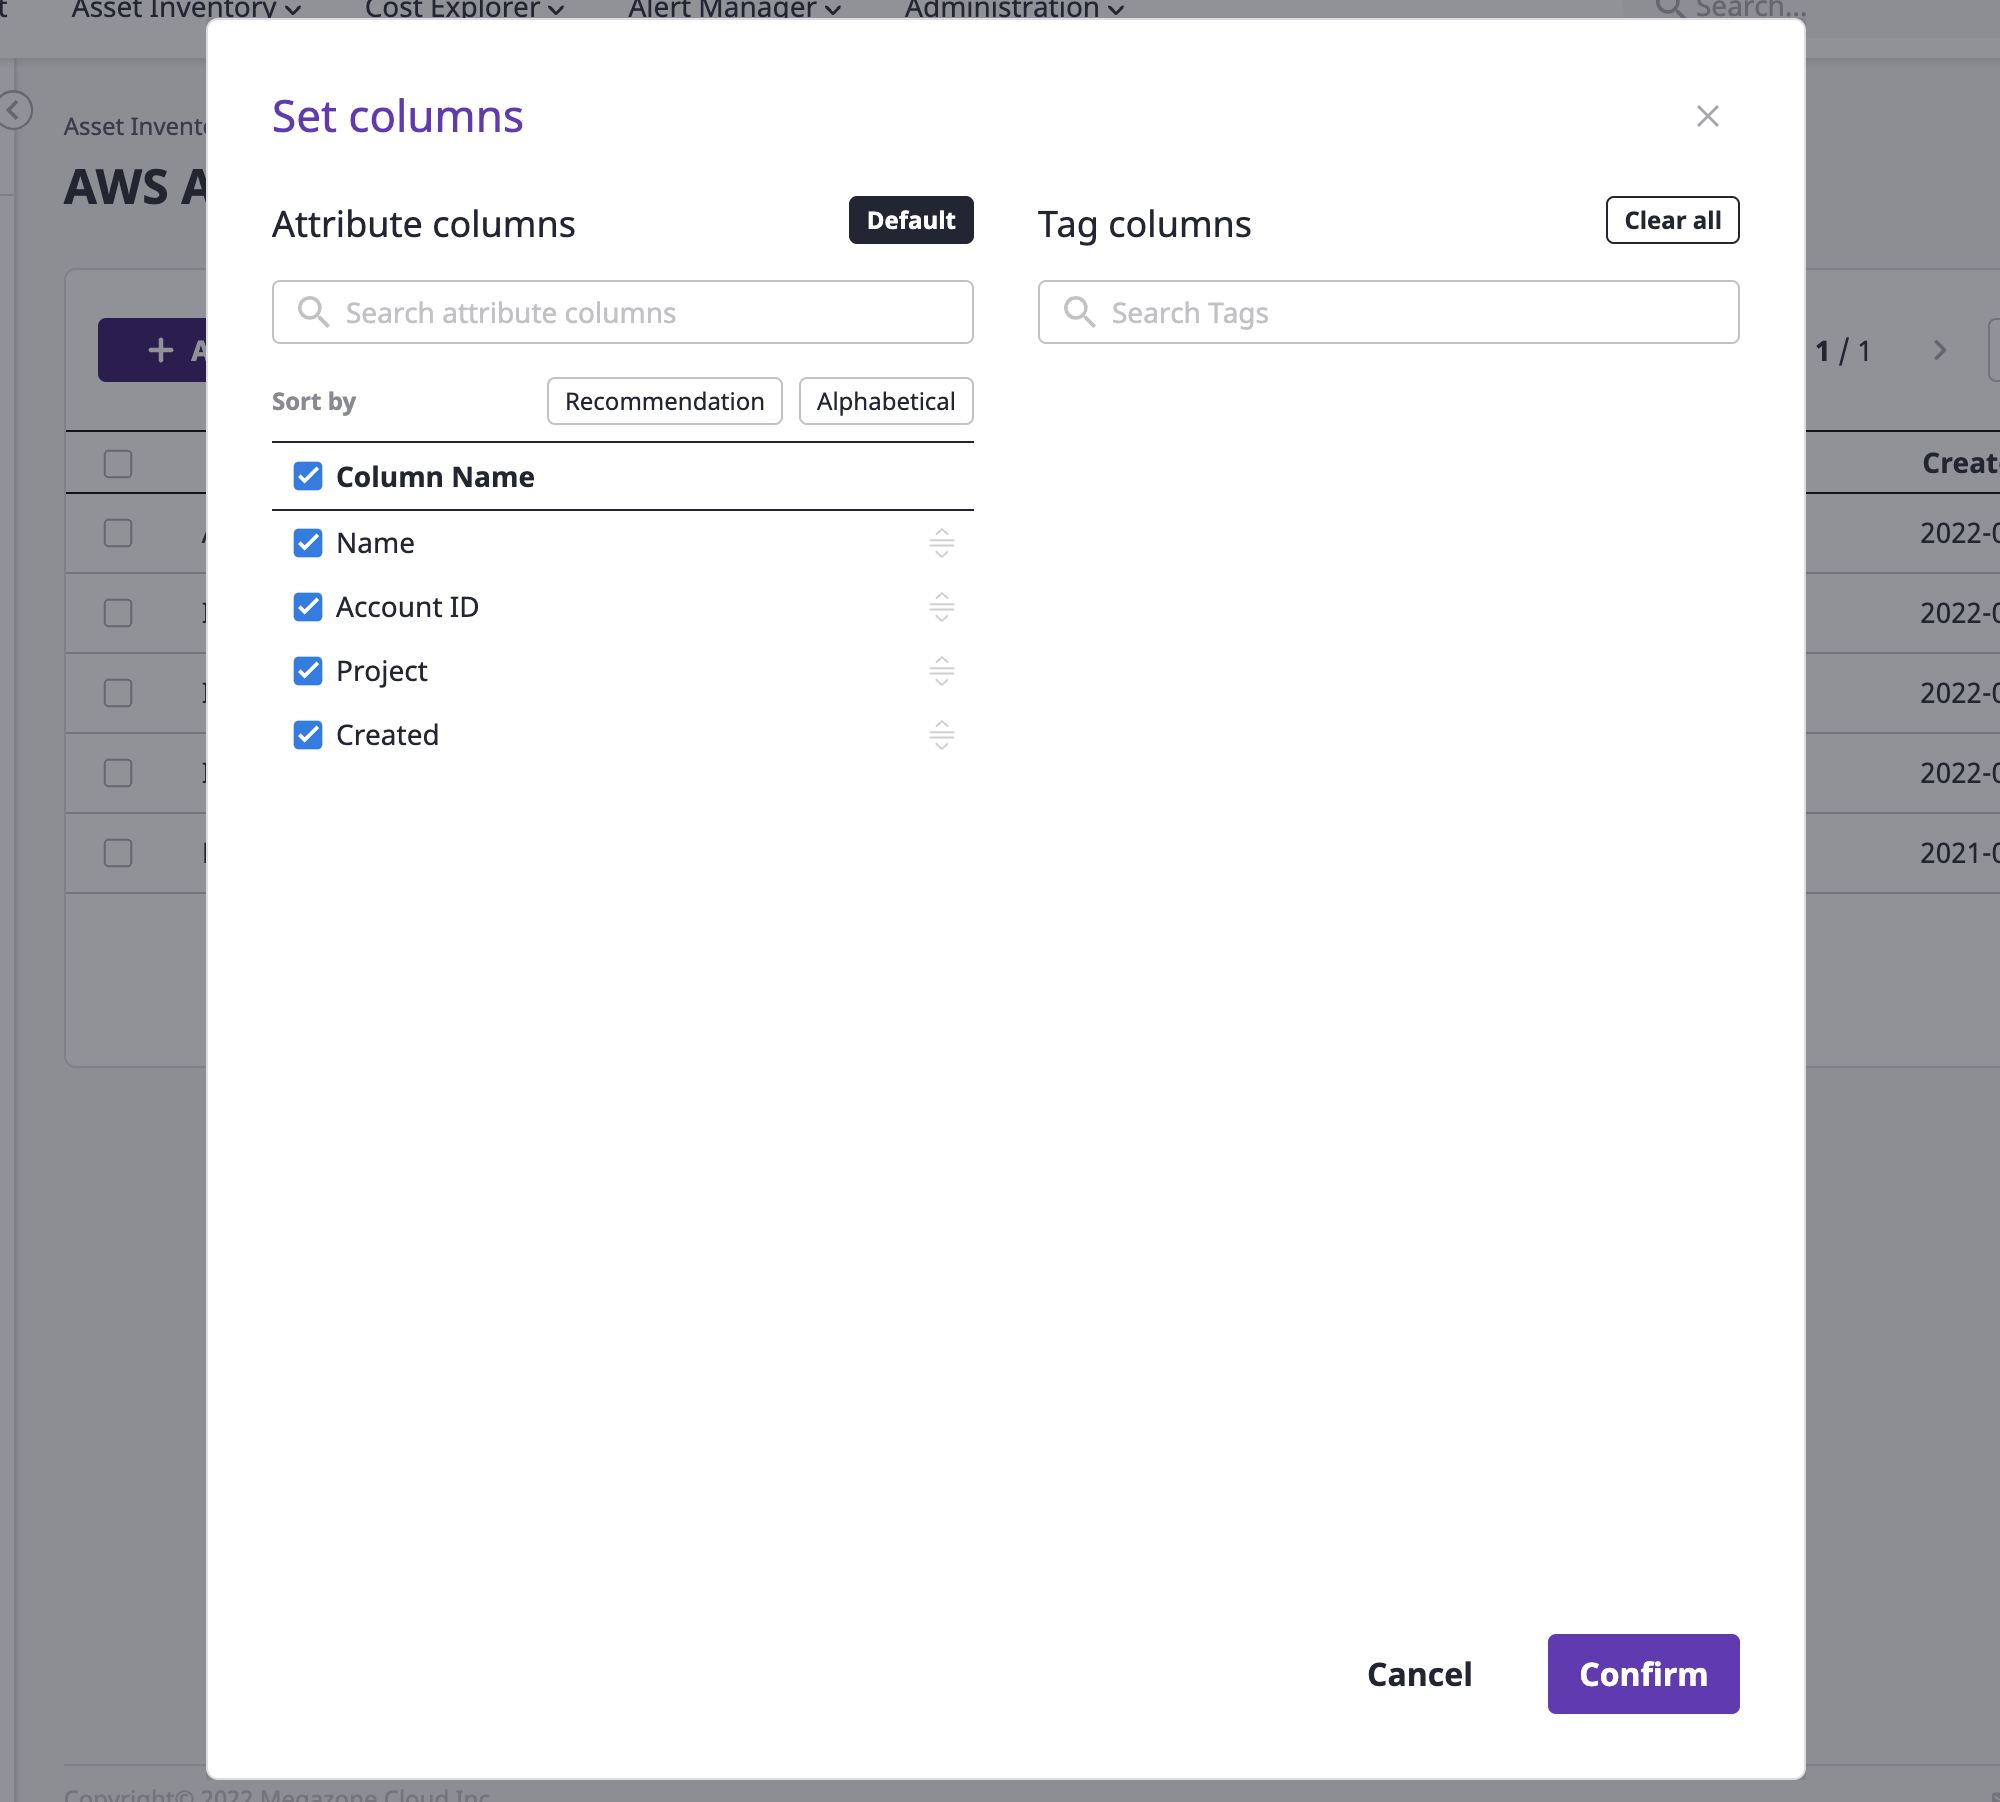 Asset Inventory Cost Explorer Alert Manager Administration Search...
Asset
AWS
Set columns
Attribute columns Default Tag columns Clear all
Search attribute columns Search Tags
1 / 1
Sort by Recommendation Alphabetical
Column Name
Name
Account ID
Project
Created
2022-0
2022-0
2022-0
2022-0
2021-0
Cancel Confirm
Copyright© 2022 Megazone Cloud Inc